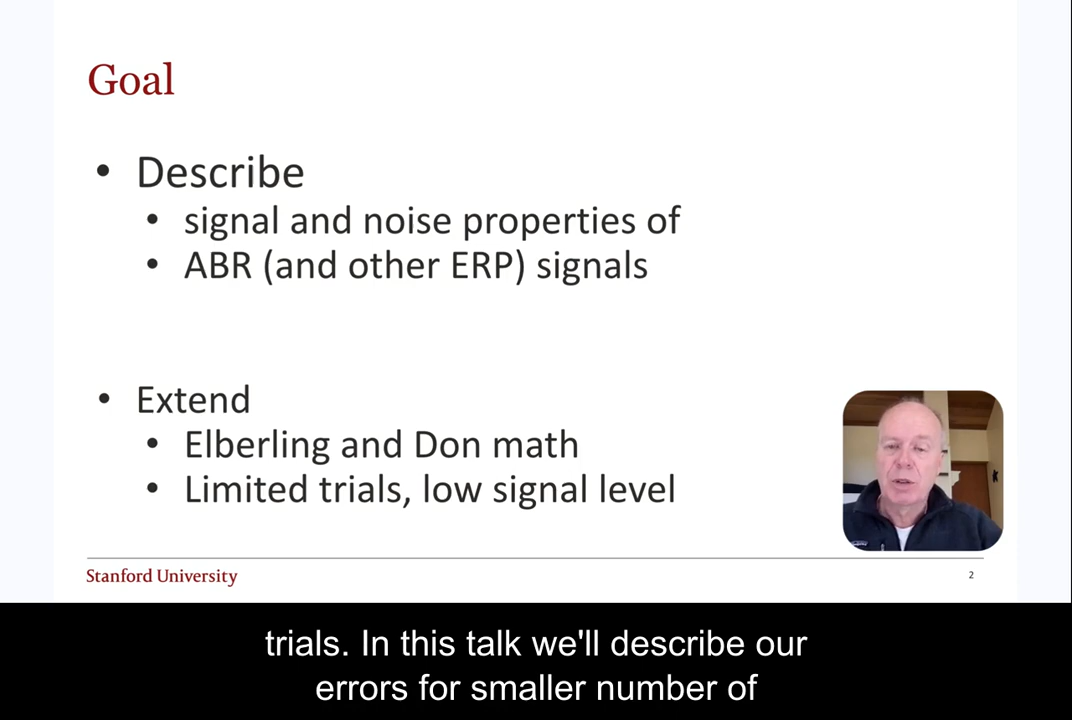 Goal
• Describe
• signal and noise properties of
• ABR (and other ERP) signals
• Extend
• Elberling and Don math
• Limited trials, low signal level
Stanford University
2
trials. In this talk we'll describe our
errors for smaller number of